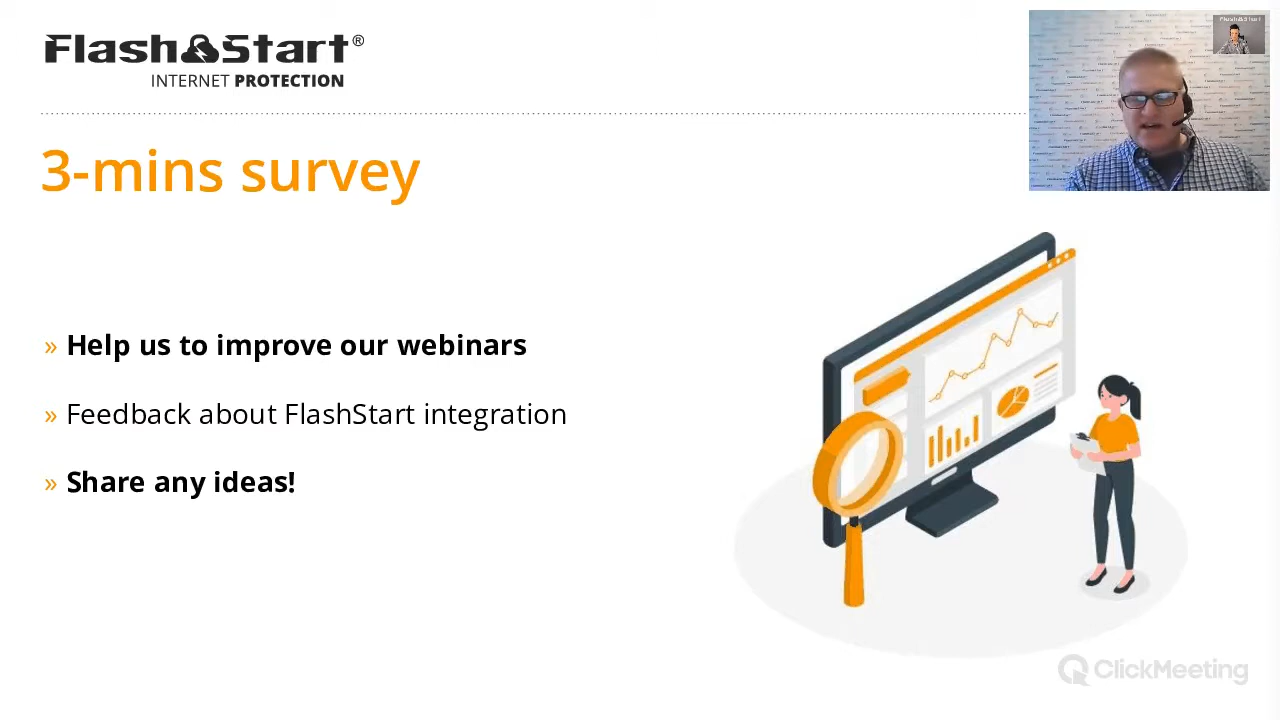 Flash Start®
INTERNET PROTECTION
3-mins survey
» Help us to improve our webinars
» Feedback about FlashStart integration
» Share any ideas!
ClickMeeting